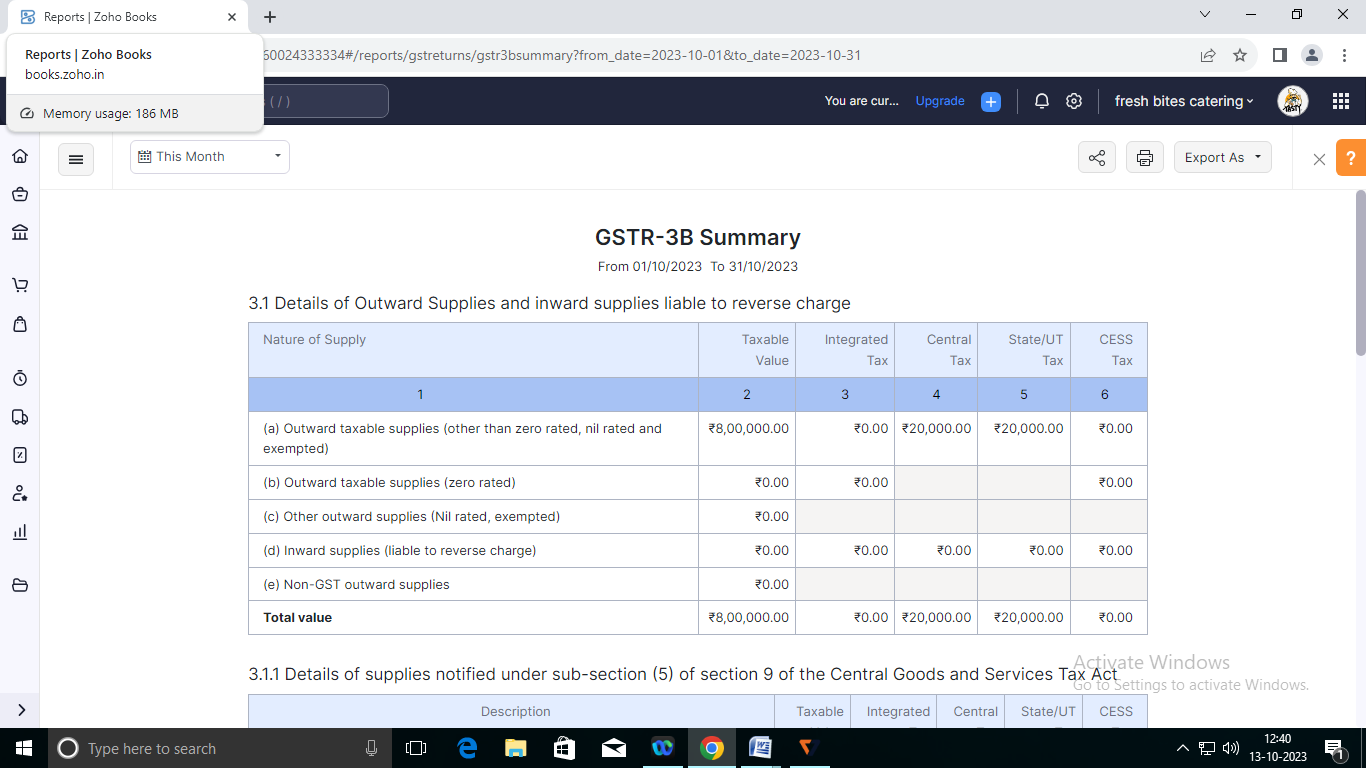 Reports | Zoho Books
Reports | Zoho Books
books.zoho.in
Memory usage: 186 MB
60024333334#/reports/gstreturns/gstr3bsummary?from_date=2023-10-01&to_date=2023-10-31
( / )
You are cur... Upgrade
fresh bites catering
TASTY
This Month
Export As
?
GSTR-3B Summary
From 01/10/2023 To 31/10/2023
3.1 Details of Outward Supplies and inward supplies liable to reverse charge
Nature of Supply Taxable Value Integrated Tax Central Tax State/UT Tax CESS Tax
1 2 3 4 5 6
(a) Outward taxable supplies (other than zero rated, nil rated and exempted) ₹8,00,000.00 ₹0.00 ₹20,000.00 ₹20,000.00 ₹0.00
(b) Outward taxable supplies (zero rated) ₹0.00 ₹0.00 ₹0.00
(c) Other outward supplies (Nil rated, exempted) ₹0.00
(d) Inward supplies (liable to reverse charge) ₹0.00 ₹0.00 ₹0.00 ₹0.00 ₹0.00
(e) Non-GST outward supplies ₹0.00
Total value ₹8,00,000.00 ₹0.00 ₹20,000.00 ₹20,000.00 ₹0.00
3.1.1 Details of supplies notified under sub-section (5) of section 9 of the Central Goods and Services Tax Act
Description Taxable Integrated Central State/UT CESS
Activate Windows
Go to Settings to activate Windows.
Type here to search
12:40
13-10-2023
1